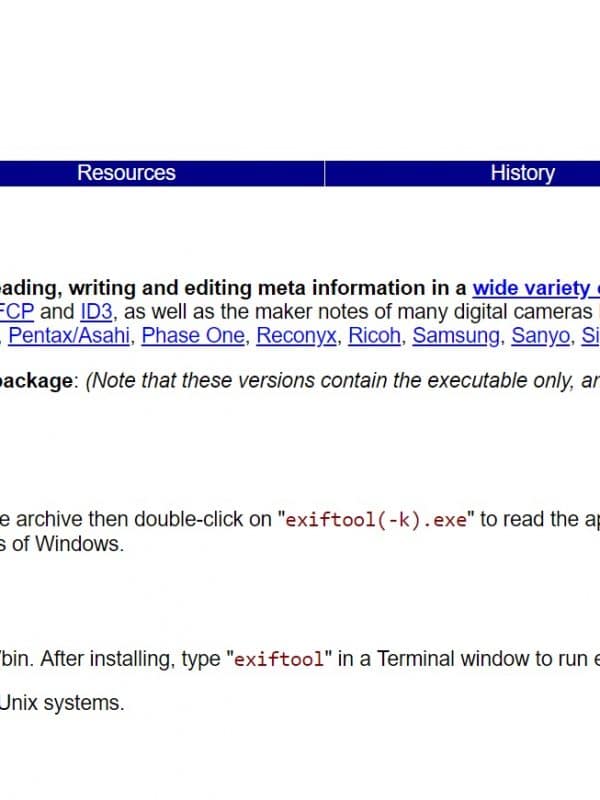 Resources History
eading, writing and editing meta information in a wide variety
FCP and ID3, as well as the maker notes of many digital cameras
, Pentax/Asahi, Phase One, Reconyx, Ricoh, Samsung, Sanyo, Si
package: (Note that these versions contain the executable only, an
e archive then double-click on "exiftool(-k).exe" to read the ap
s of Windows.
/bin. After installing, type "exiftool" in a Terminal window to run e
Unix systems.